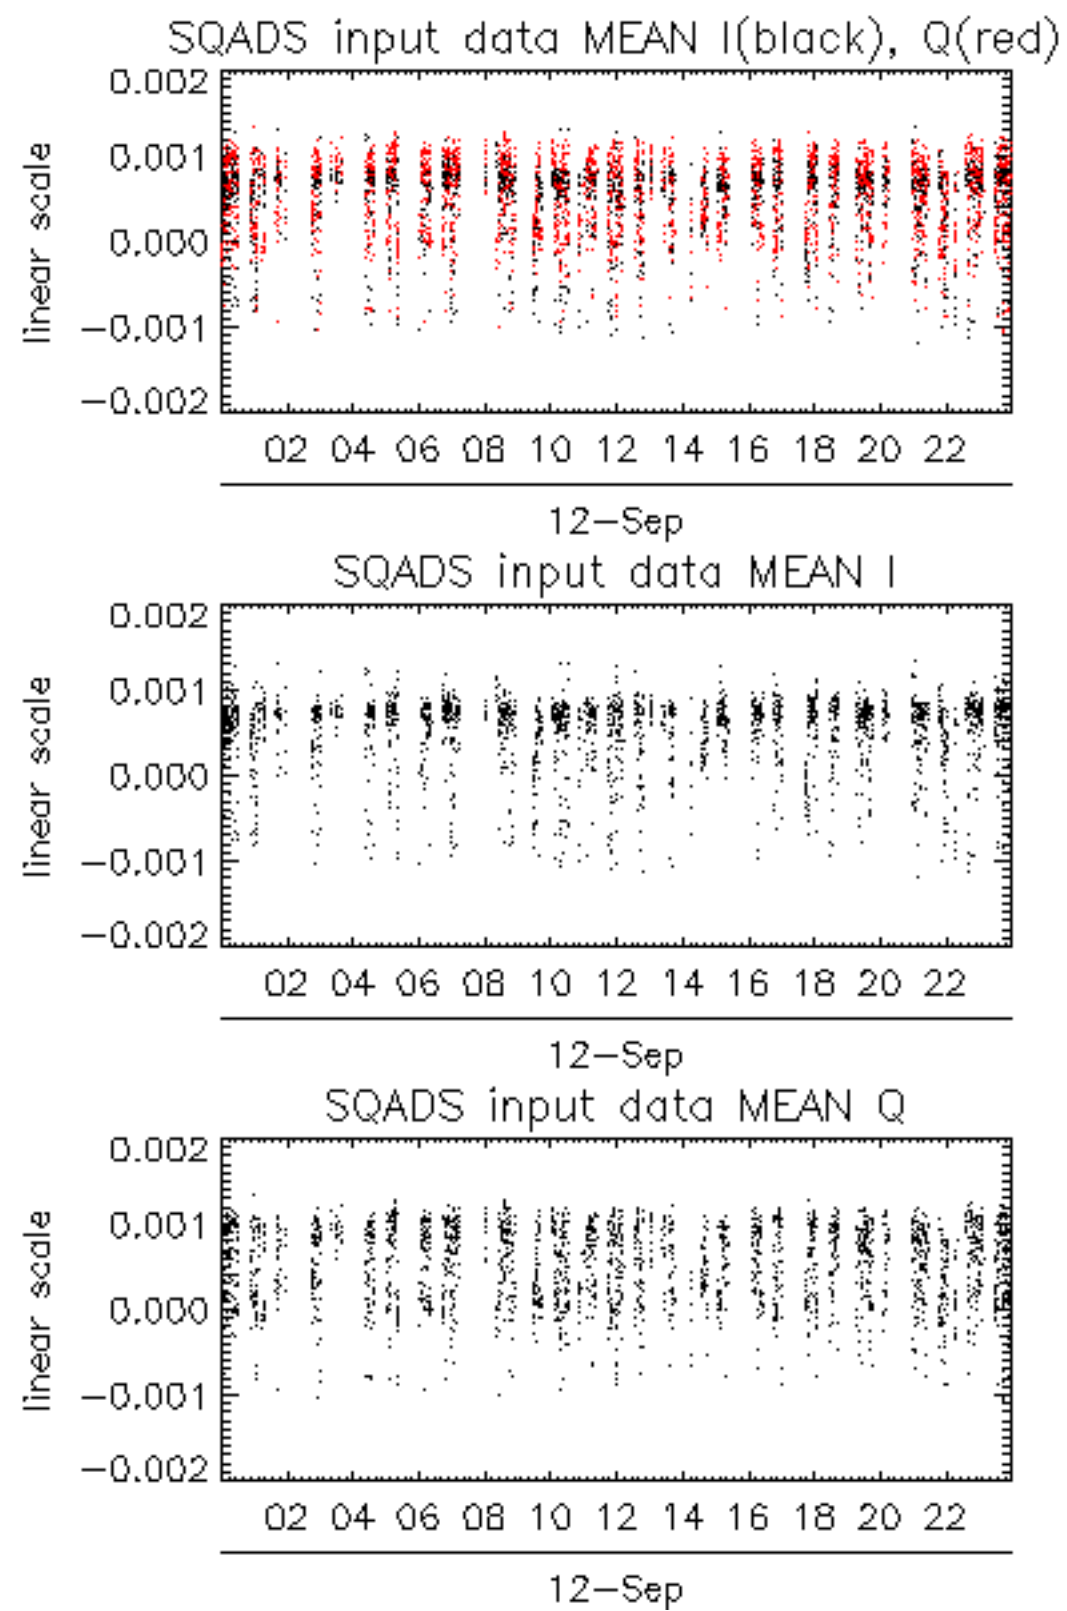 SQADS input data MEAN I(black), Q(red)
0.002
0.001
0.000
−0.001
−0.002
linear scale
02 04 06 08 10 12 14 16 18 20 22
12−Sep
SQADS input data MEAN I
0.002
0.001
0.000
−0.001
−0.002
linear scale
02 04 06 08 10 12 14 16 18 20 22
12−Sep
SQADS input data MEAN Q
0.002
0.001
0.000
−0.001
−0.002
linear scale
02 04 06 08 10 12 14 16 18 20 22
12−Sep